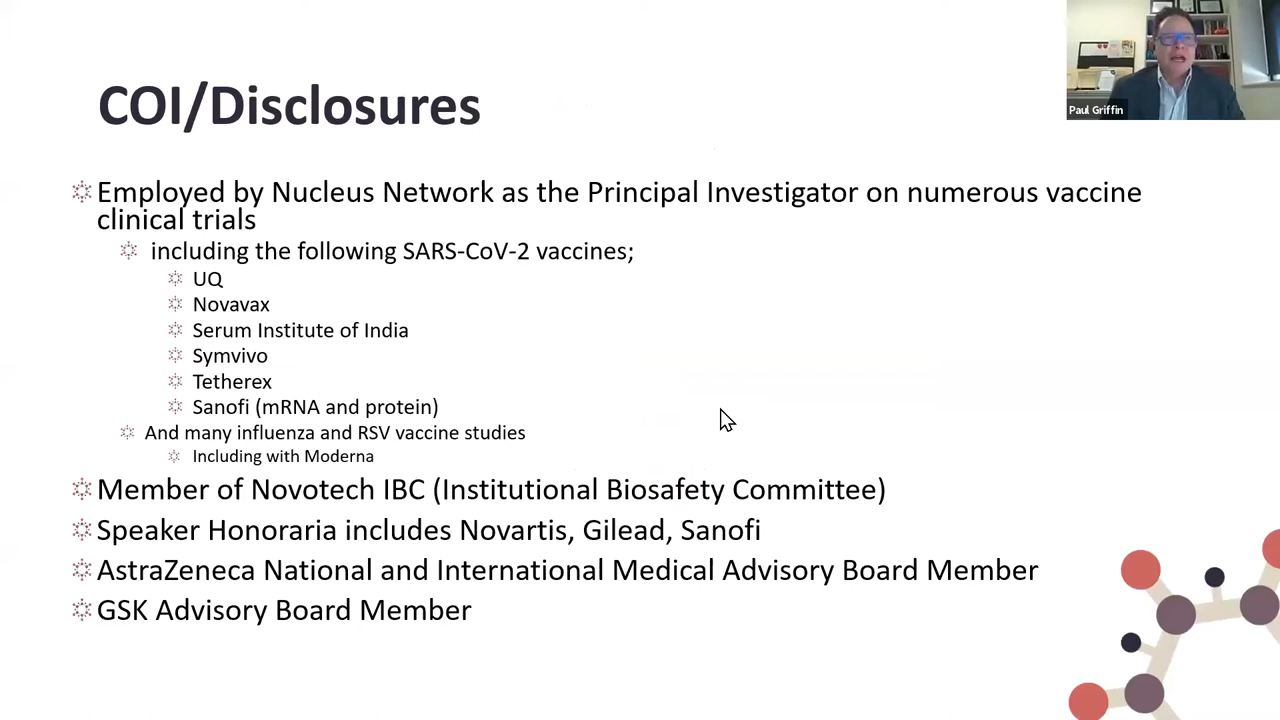 Paul Griffin
COI/Disclosures
Employed by Nucleus Network as the Principal Investigator on numerous vaccine
clinical trials
including the following SARS-CoV-2 vaccines;
UQ
Novavax
Serum Institute of India
Symvivo
Tetherex
Sanofi (mRNA and protein)
And many influenza and RSV vaccine studies
Including with Moderna
Member of Novotech IBC (Institutional Biosafety Committee)
Speaker Honoraria includes Novartis, Gilead, Sanofi
AstraZeneca National and International Medical Advisory Board Member
GSK Advisory Board Member